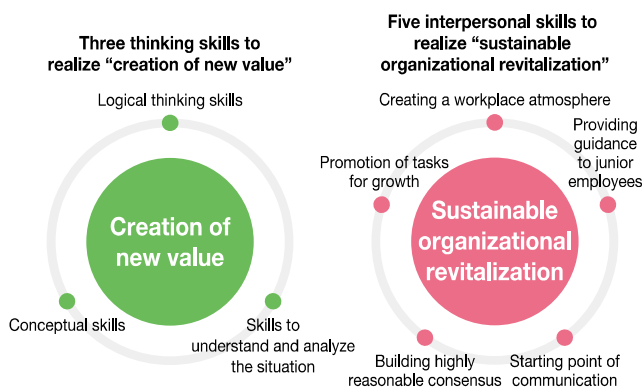 Three thinking skills to
realize “creation of new value”
Logical thinking skills
Creation of
new value
Conceptual skills
Skills to
understand and analyze
the situation
Five interpersonal skills to
realize “sustainable
organizational revitalization”
Creating a workplace atmosphere
Providing
guidance
to junior
employees
Promotion of tasks
for growth
Sustainable
organizational
revitalization
Building highly
reasonable consensus
Starting point of
communication